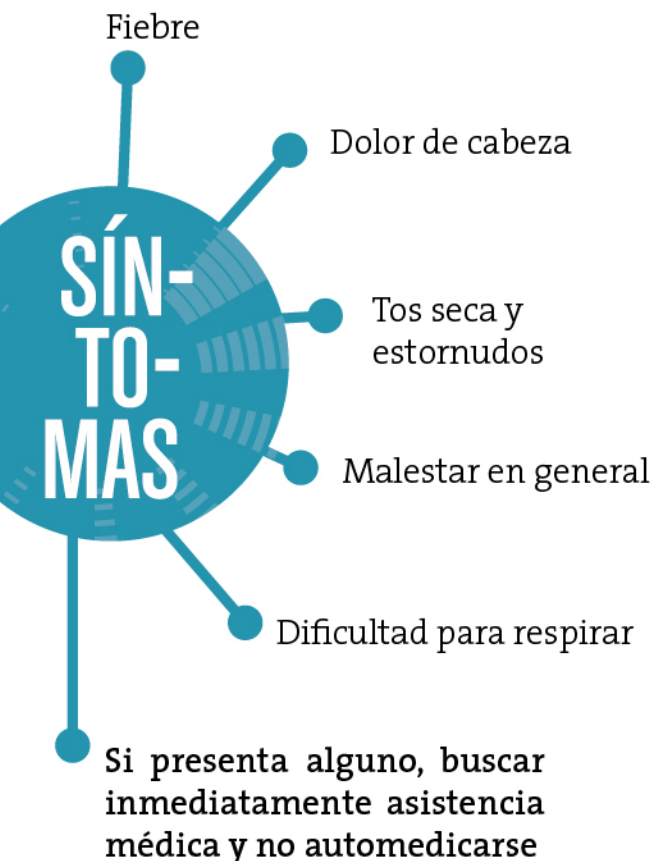 Fiebre
Dolor de cabeza
SÍN-
TO-
MAS
Tos seca y
estornudos
Malestar en general
Dificultad para respirar
Si presenta alguno, buscar
inmediatamente asistencia
médica y no automedicarse